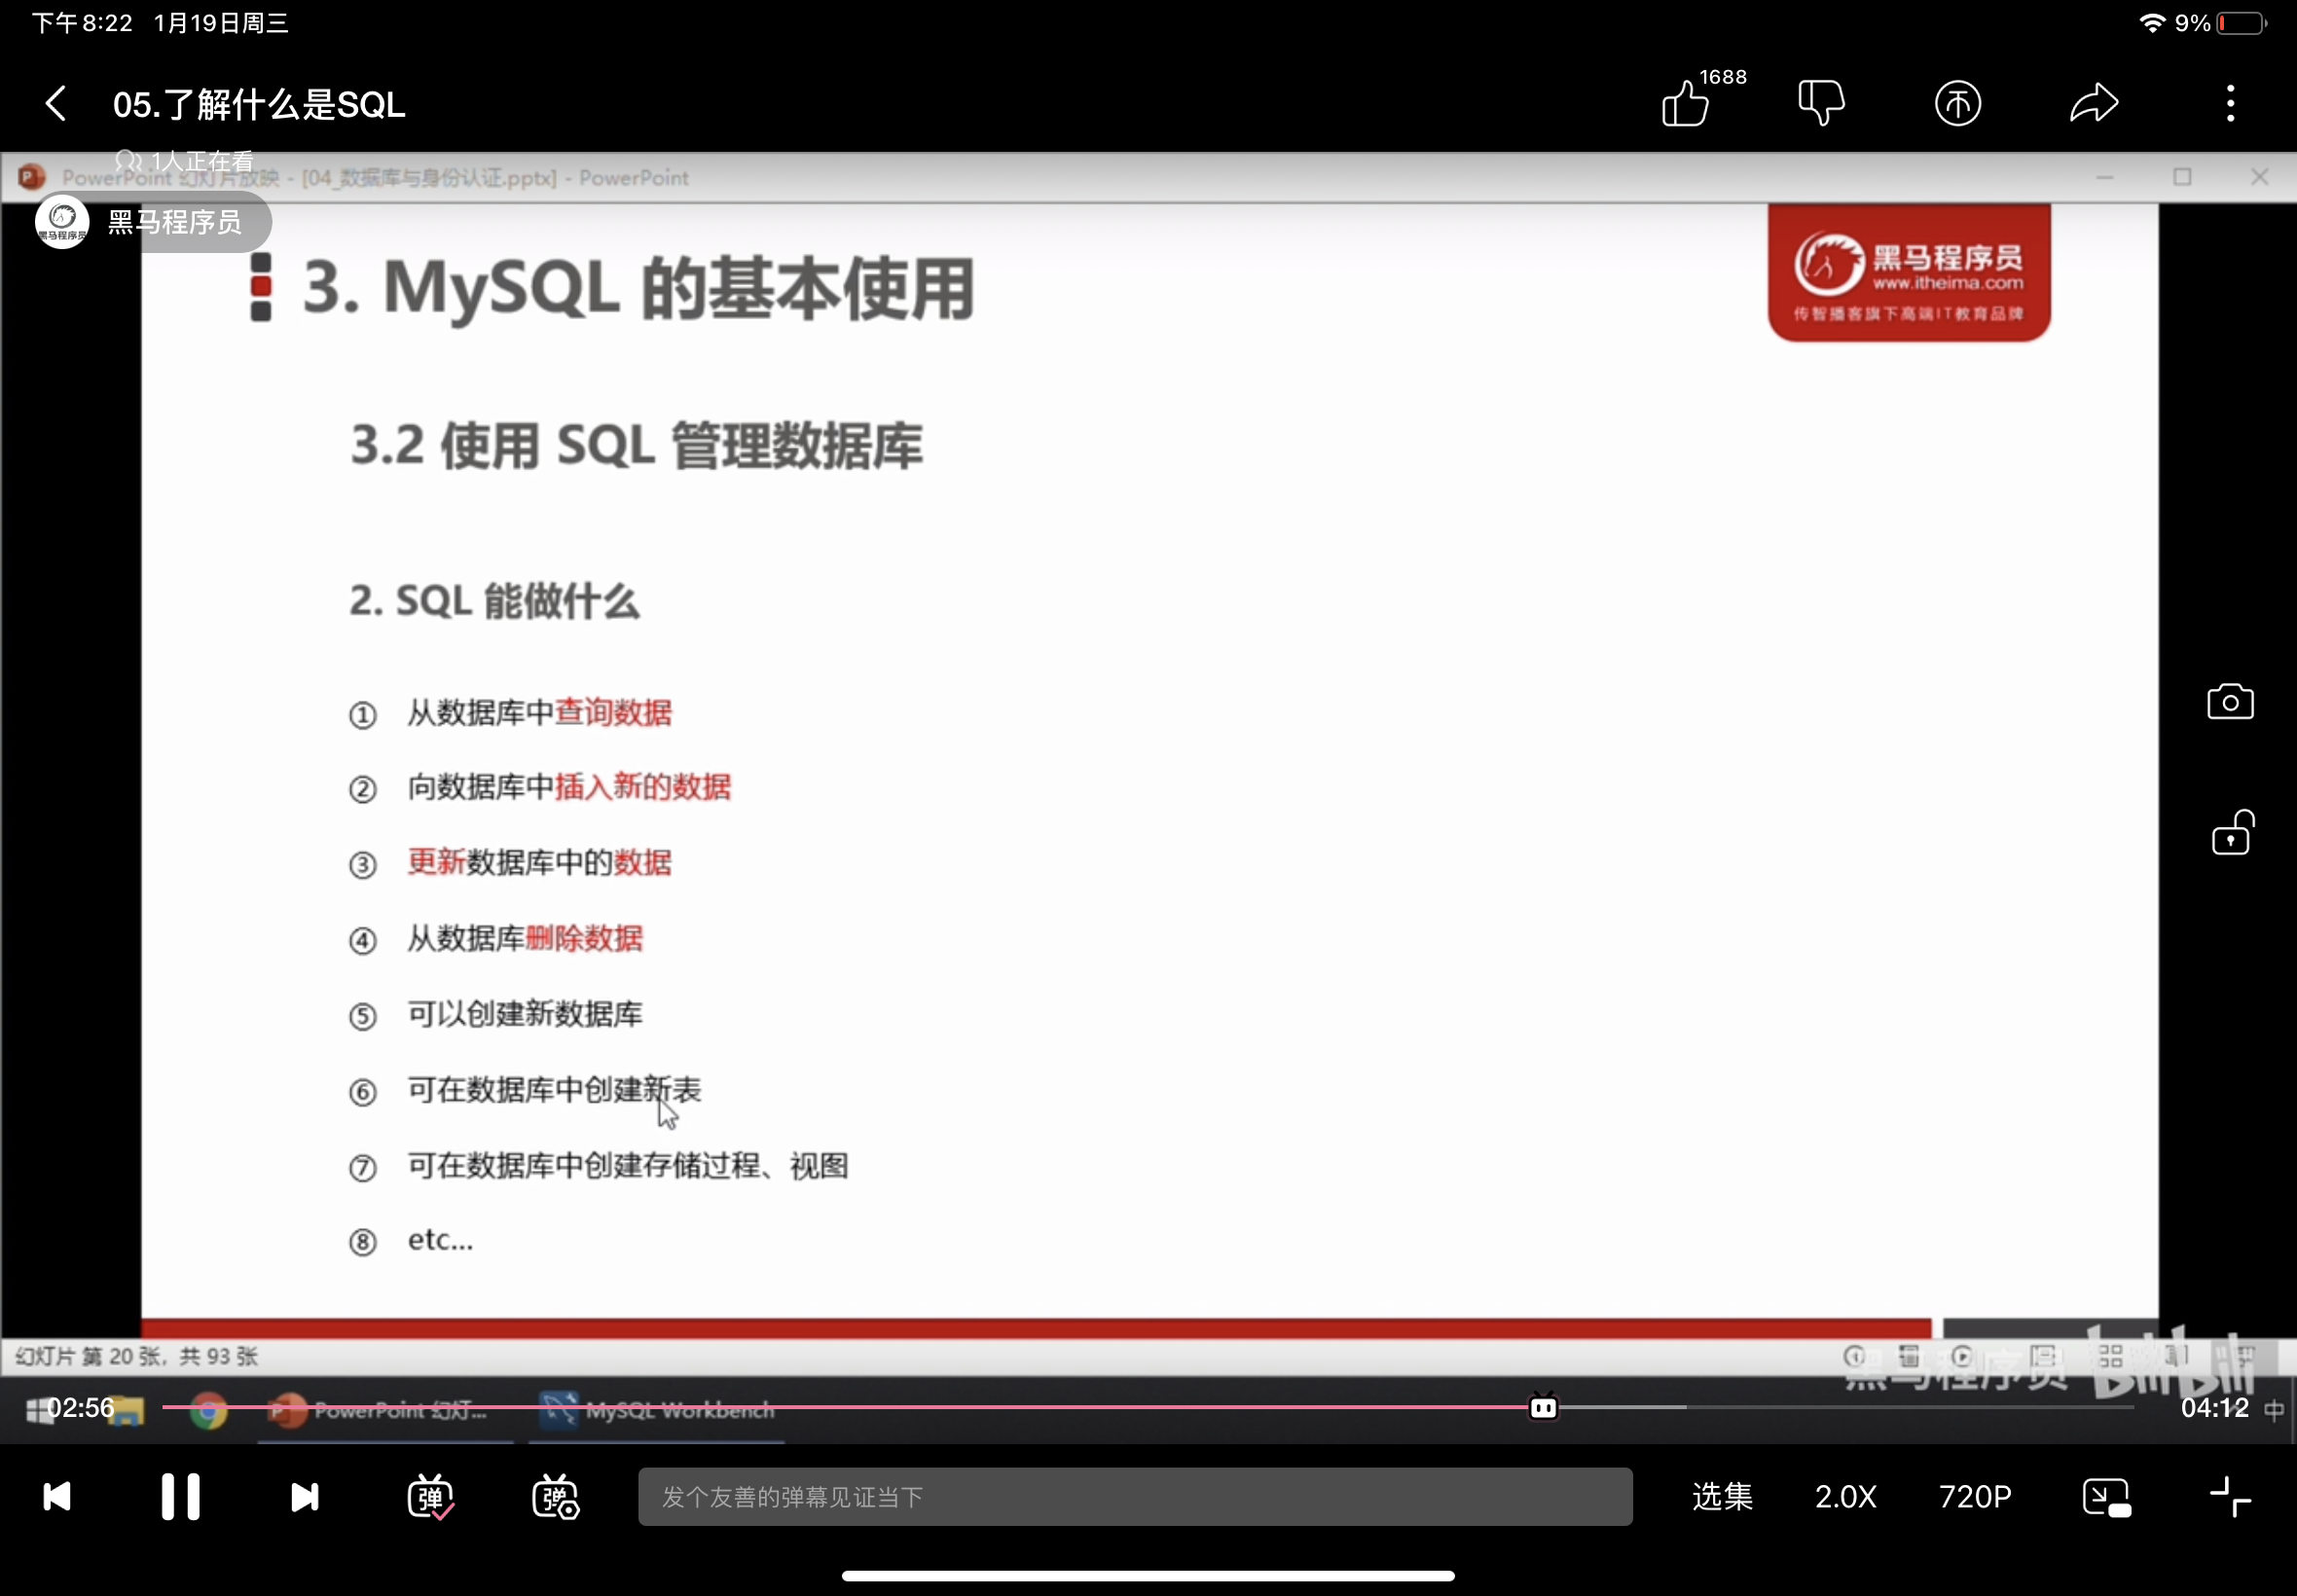 下午8:22 1月19日周三
9%
05.了解什么是SQL
1688
1人正在看
PowerPoint 幻灯片放映 - [04_数据库与身份认证.pptx] - PowerPoint
黑马程序员
黑马程序员
3. MySQL 的基本使用
黑马程序员
www.itheima.com
传智播客旗下高端IT教育品牌
3.2 使用 SQL 管理数据库
2. SQL 能做什么
① 从数据库中查询数据
② 向数据库中插入新的数据
③ 更新数据库中的数据
④ 从数据库删除数据
⑤ 可以创建新数据库
⑥ 可在数据库中创建新表
⑦ 可在数据库中创建存储过程、视图
⑧ etc...
幻灯片 第 20 张，共 93 张
黑马程序员 bilibili
02:56
PowerPoint 幻灯...
MySQL Workbench
04:12
中
弹
弹
发个友善的弹幕见证当下
选集
2.0X
720P